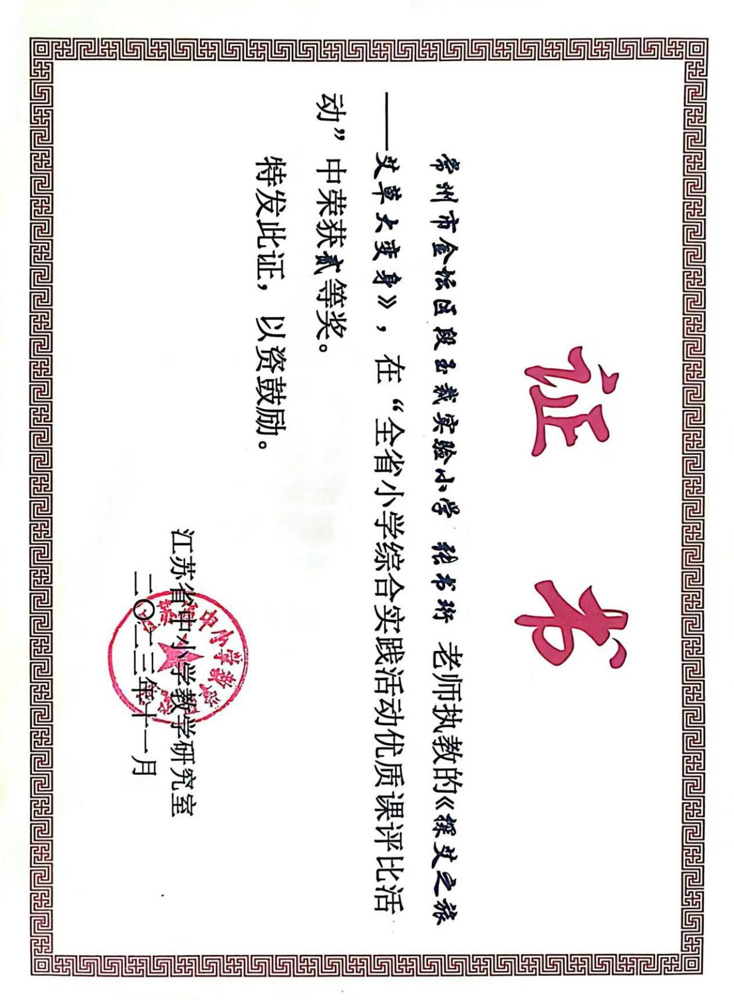 证 书
常州市金坛区段玉裁实验小学 张书珩 老师执教的《探艾之旅
——艾草大变身》，在“全省小学综合实践活动优质课评比活
动”中荣获贰等奖。
特发此证，以资鼓励。
江苏省中小学教学研究室
二〇二三年十一月